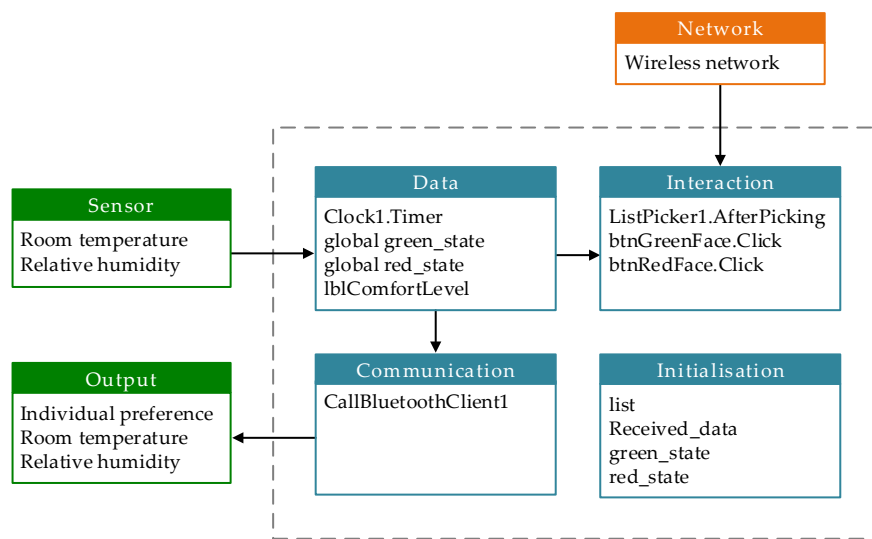 Network
Wireless network
Data
Clock1.Timer
global green_state
global red_state
lblComfortLevel
Interaction
ListPicker1.AfterPicking
btnGreenFace.Click
btnRedFace.Click
Sensor
Room temperature
Relative humidity
Communication
CallBluetoothClient1
Initialisation
list
Received_data
green_state
red_state
Output
Individual preference
Room temperature
Relative humidity